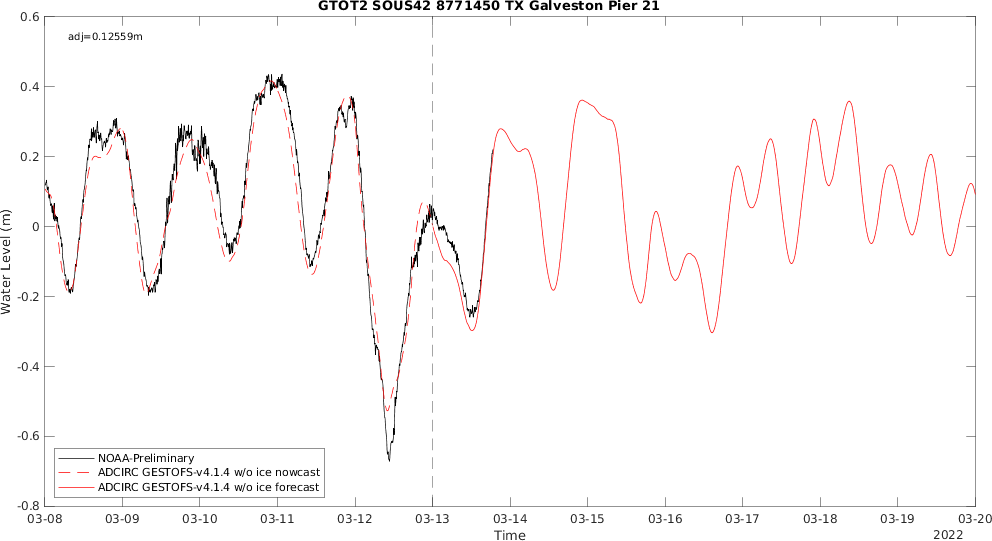 GTOT2 SOUS42 8771450 TX Galveston Pier 21
adj=0.12559m
0.6
0.4
0.2
0
-0.2
-0.4
-0.6
-0.8
Water Level (m)
NOAA-Preliminary
ADCIRC GESTOFS-v4.1.4 w/o ice nowcast
ADCIRC GESTOFS-v4.1.4 w/o ice forecast
03-08 03-09 03-10 03-11 03-12 03-13 03-14 03-15 03-16 03-17 03-18 03-19 03-20
Time
2022